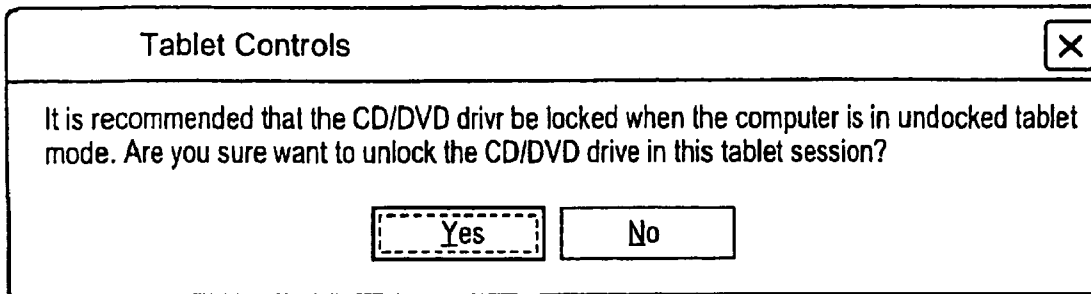 Tablet Controls
It is recommended that the CD/DVD drivr be locked when the computer is in undocked tablet
mode. Are you sure want to unlock the CD/DVD drive in this tablet session?
Yes No